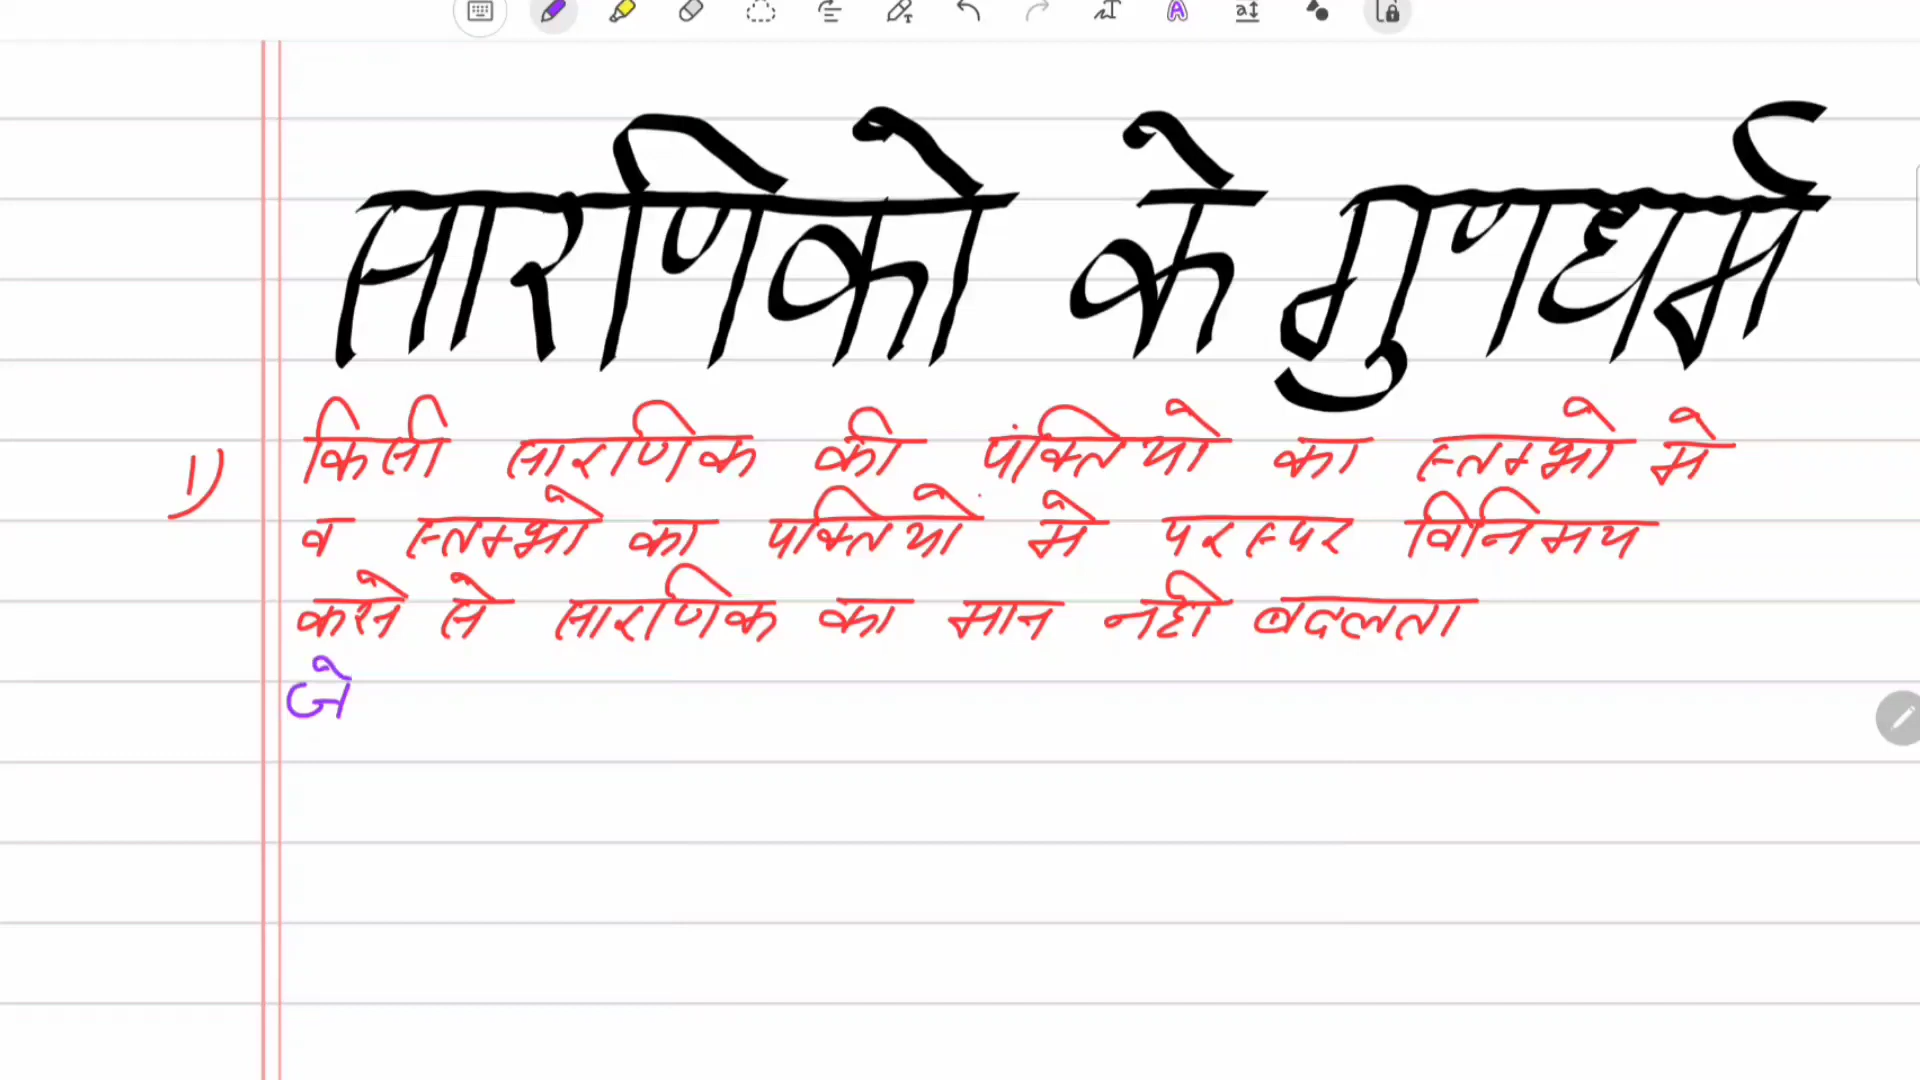 सारणिको के गुणधर्म
1) किसी सारणिक की पंक्तियो का स्तम्भो मे
व स्तम्भो का पक्तियो मे परस्पर विनिमय
करने से सारणिक का मान नही बदलता
जे